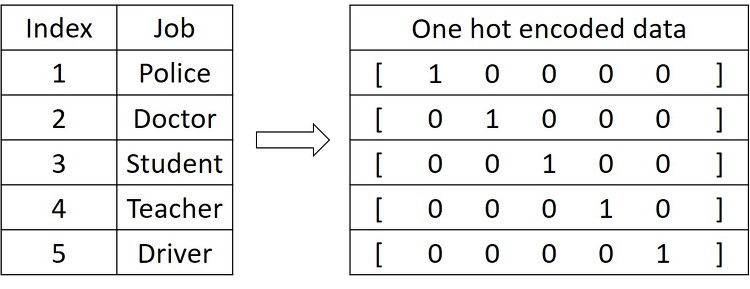 Index Job One hot encoded data
1 Police [ 1 0 0 0 0 ]
2 Doctor [ 0 1 0 0 0 ]
3 Student [ 0 0 1 0 0 ]
4 Teacher [ 0 0 0 1 0 ]
5 Driver [ 0 0 0 0 1 ]